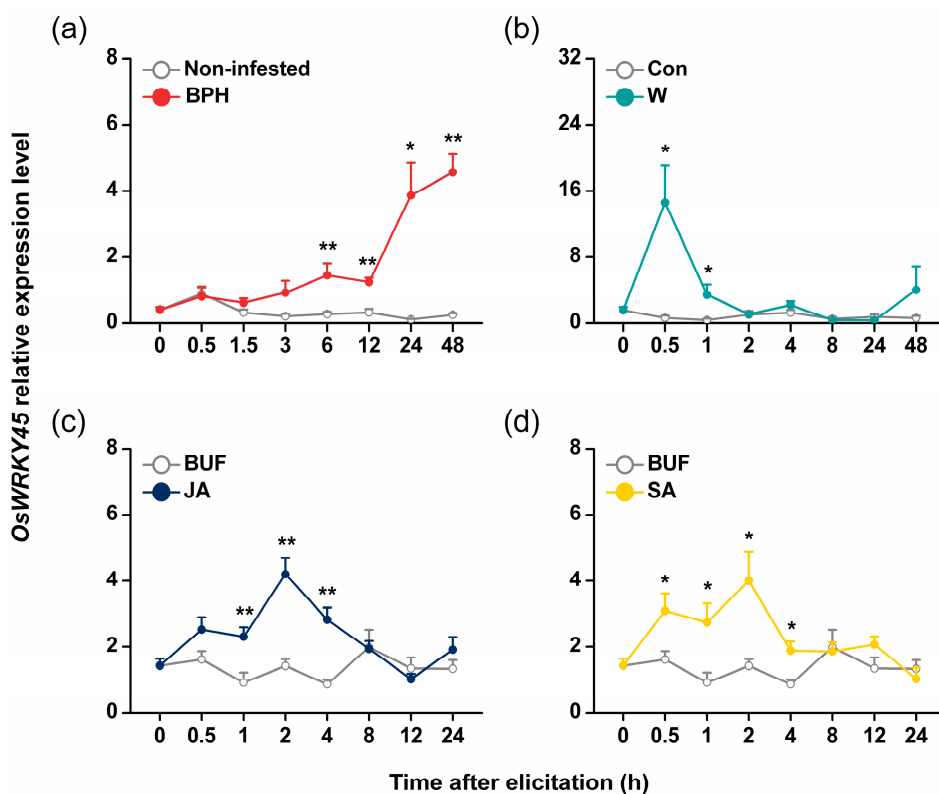 (a)
8
6
4
2
0
Non-infested
BPH
**
**
*
**
0 0.5 1.5 3 6 12 24 48
(b)
32
24
16
8
0
Con
W
*
*
0 0.5 1 2 4 8 24 48
OsWRKY45 relative expression level
(c)
8
6
4
2
0
BUF
JA
**
**
**
0 0.5 1 2 4 8 12 24
(d)
8
6
4
2
0
BUF
SA
*
*
*
*
0 0.5 1 2 4 8 12 24
Time after elicitation (h)